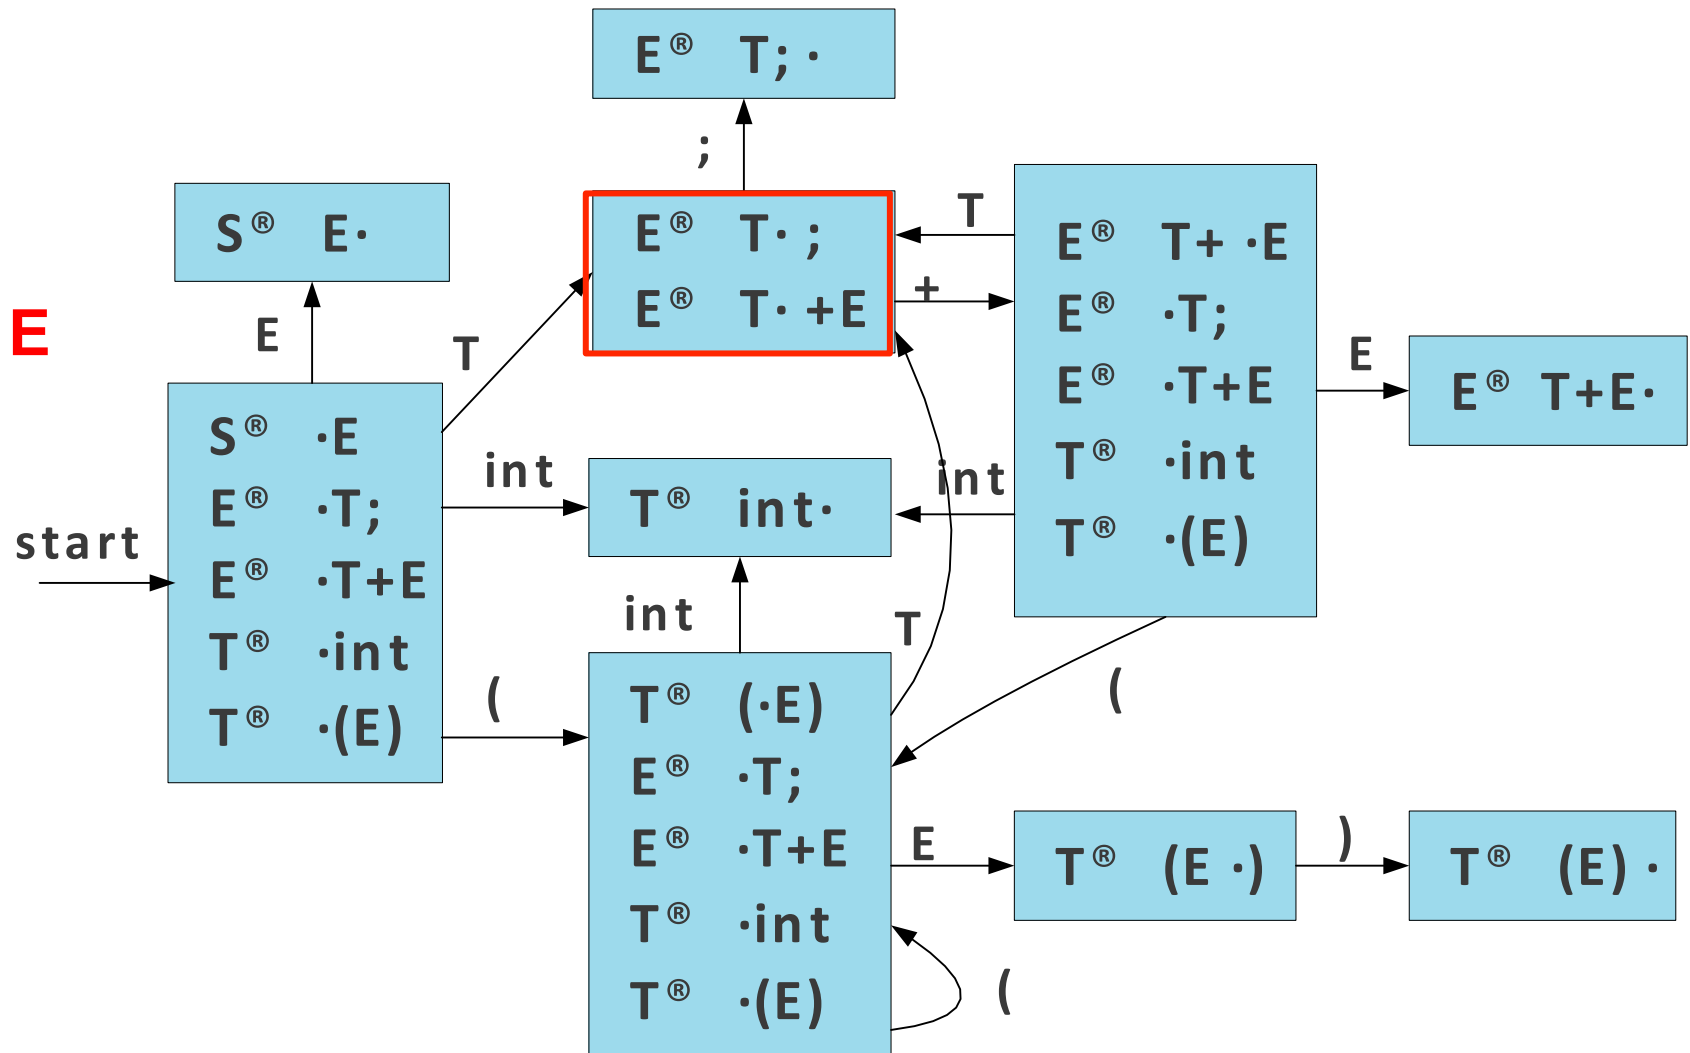 E® T; ·
;
S® E·
E® T· ;
E® T· +E
T
+
E® T+ ·E
E® ·T;
E® ·T+E
T® ·int
T® ·(E)
E
E
T
E
E® T+E·
S® ·E
E® ·T;
E® ·T+E
T® ·int
T® ·(E)
start
int
T® int·
int
int
T
(
(
T® (·E)
E® ·T;
E® ·T+E
T® ·int
T® ·(E)
E
T® (E ·)
)
T® (E) ·
(